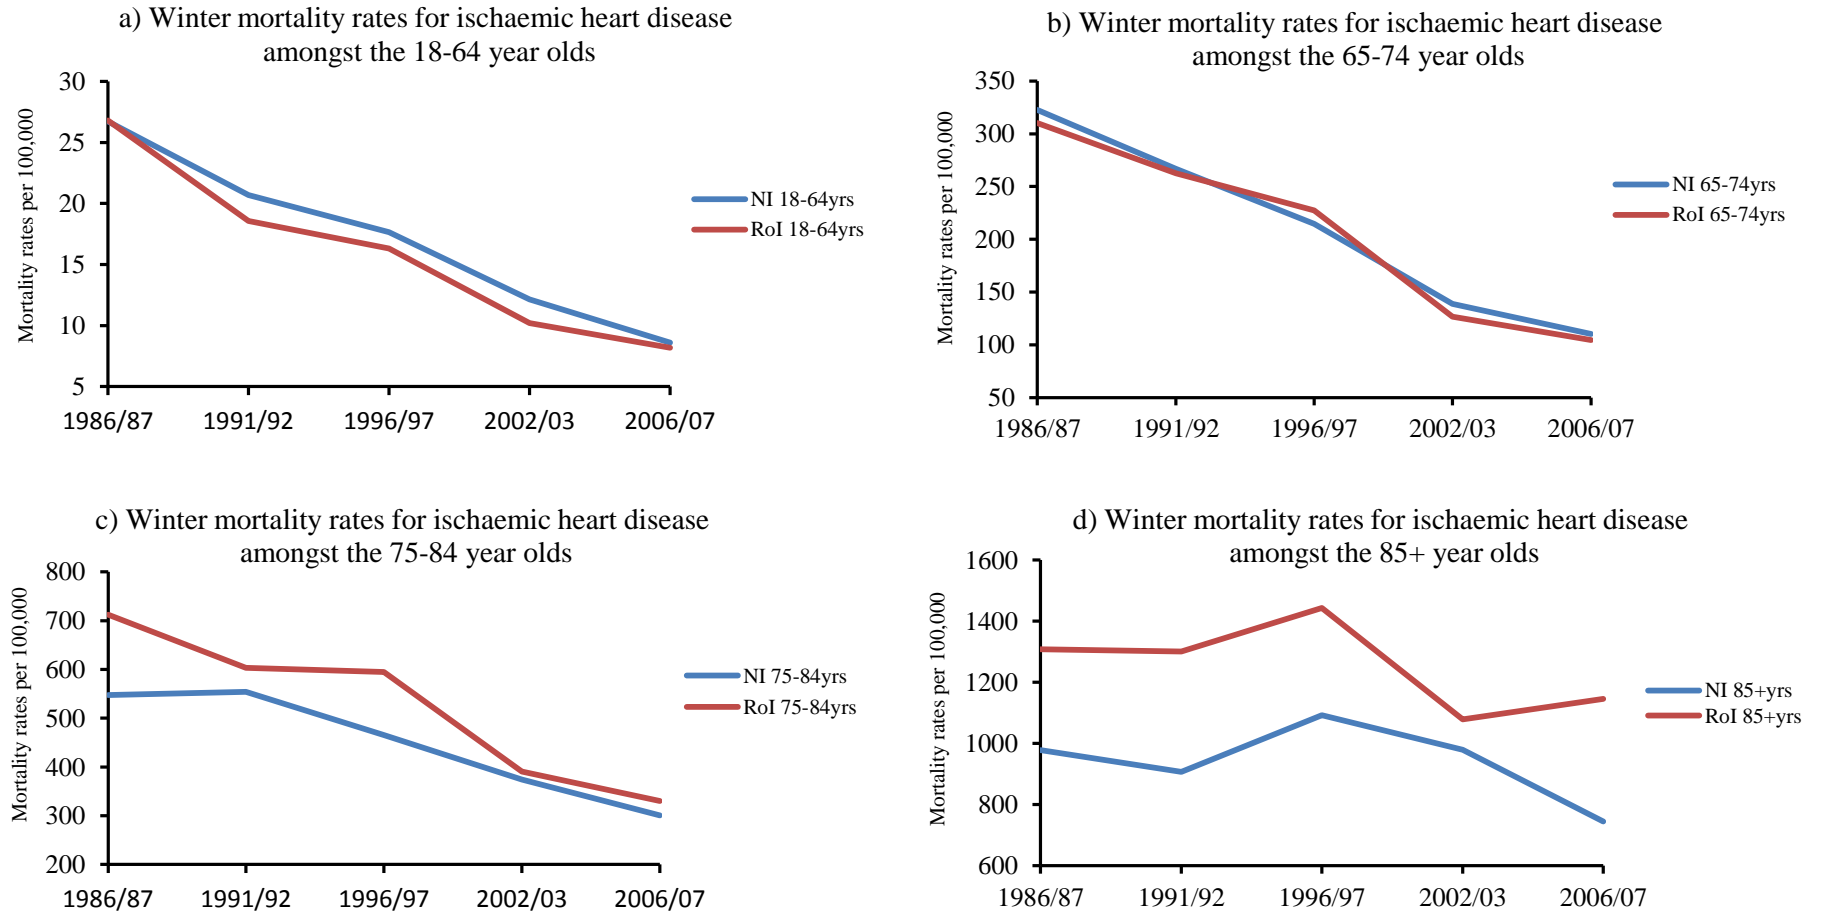 a) Winter mortality rates for ischaemic heart disease
amongst the 18-64 year olds
Mortality rates per 100,000
30
25
20
15
10
5
1986/87
1991/92
1996/97
2002/03
2006/07
NI 18-64yrs
RoI 18-64yrs
b) Winter mortality rates for ischaemic heart disease
amongst the 65-74 year olds
Mortality rates per 100,000
350
300
250
200
150
100
50
1986/87
1991/92
1996/97
2002/03
2006/07
NI 65-74yrs
RoI 65-74yrs
c) Winter mortality rates for ischaemic heart disease
amongst the 75-84 year olds
Mortality rates per 100,000
800
700
600
500
400
300
200
1986/87
1991/92
1996/97
2002/03
2006/07
NI 75-84yrs
RoI 75-84yrs
d) Winter mortality rates for ischaemic heart disease
amongst the 85+ year olds
Mortality rates per 100,000
1600
1400
1200
1000
800
600
1986/87
1991/92
1996/97
2002/03
2006/07
NI 85+yrs
RoI 85+yrs